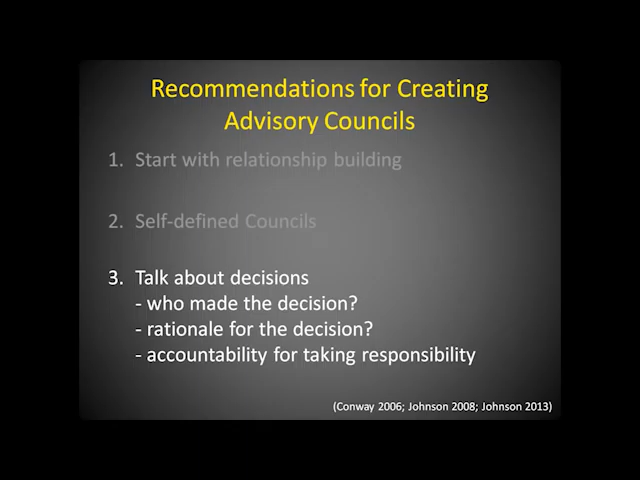 Recommendations for Creating
Advisory Councils
1. Start with relationship building
2. Self-defined Councils
3. Talk about decisions
- who made the decision?
- rationale for the decision?
- accountability for taking responsibility
(Conway 2006; Johnson 2008; Johnson 2013)